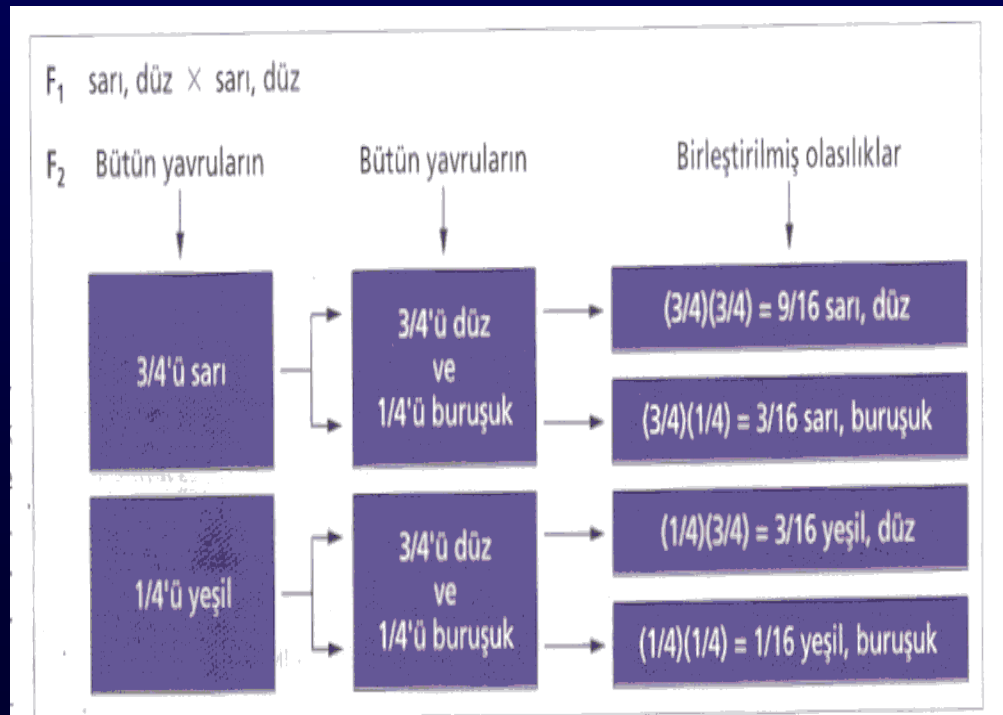 F1 sarı, düz × sarı, düz
F2 Bütün yavruların
Bütün yavruların
Birleştirilmiş olasılıklar
3/4'ü sarı
3/4'ü düz
ve
1/4'ü buruşuk
(3/4)(3/4) = 9/16 sarı, düz
(3/4)(1/4) = 3/16 sarı, buruşuk
1/4'ü yeşil
3/4'ü düz
ve
1/4'ü buruşuk
(1/4)(3/4) = 3/16 yeşil, düz
(1/4)(1/4) = 1/16 yeşil, buruşuk